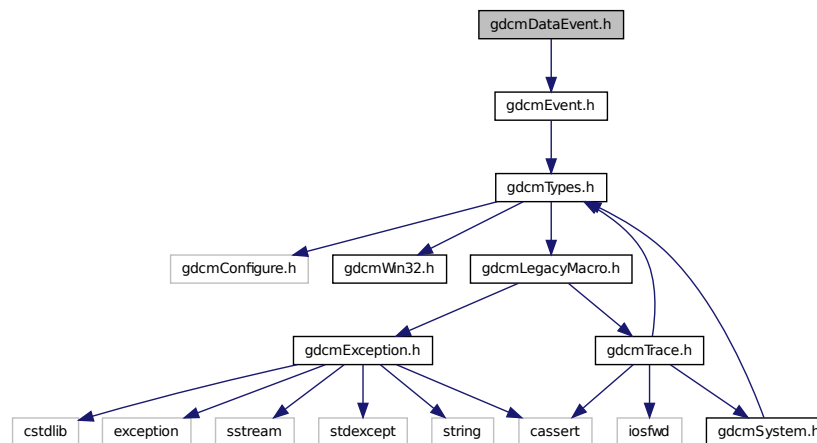 gdcmDataEvent.h
gdcmEvent.h
gdcmTypes.h
gdcmConfigure.h
gdcmWin32.h
gdcmLegacyMacro.h
gdcmException.h
gdcmTrace.h
cstdlib
exception
sstream
stdexcept
string
cassert
iosfwd
gdcmSystem.h